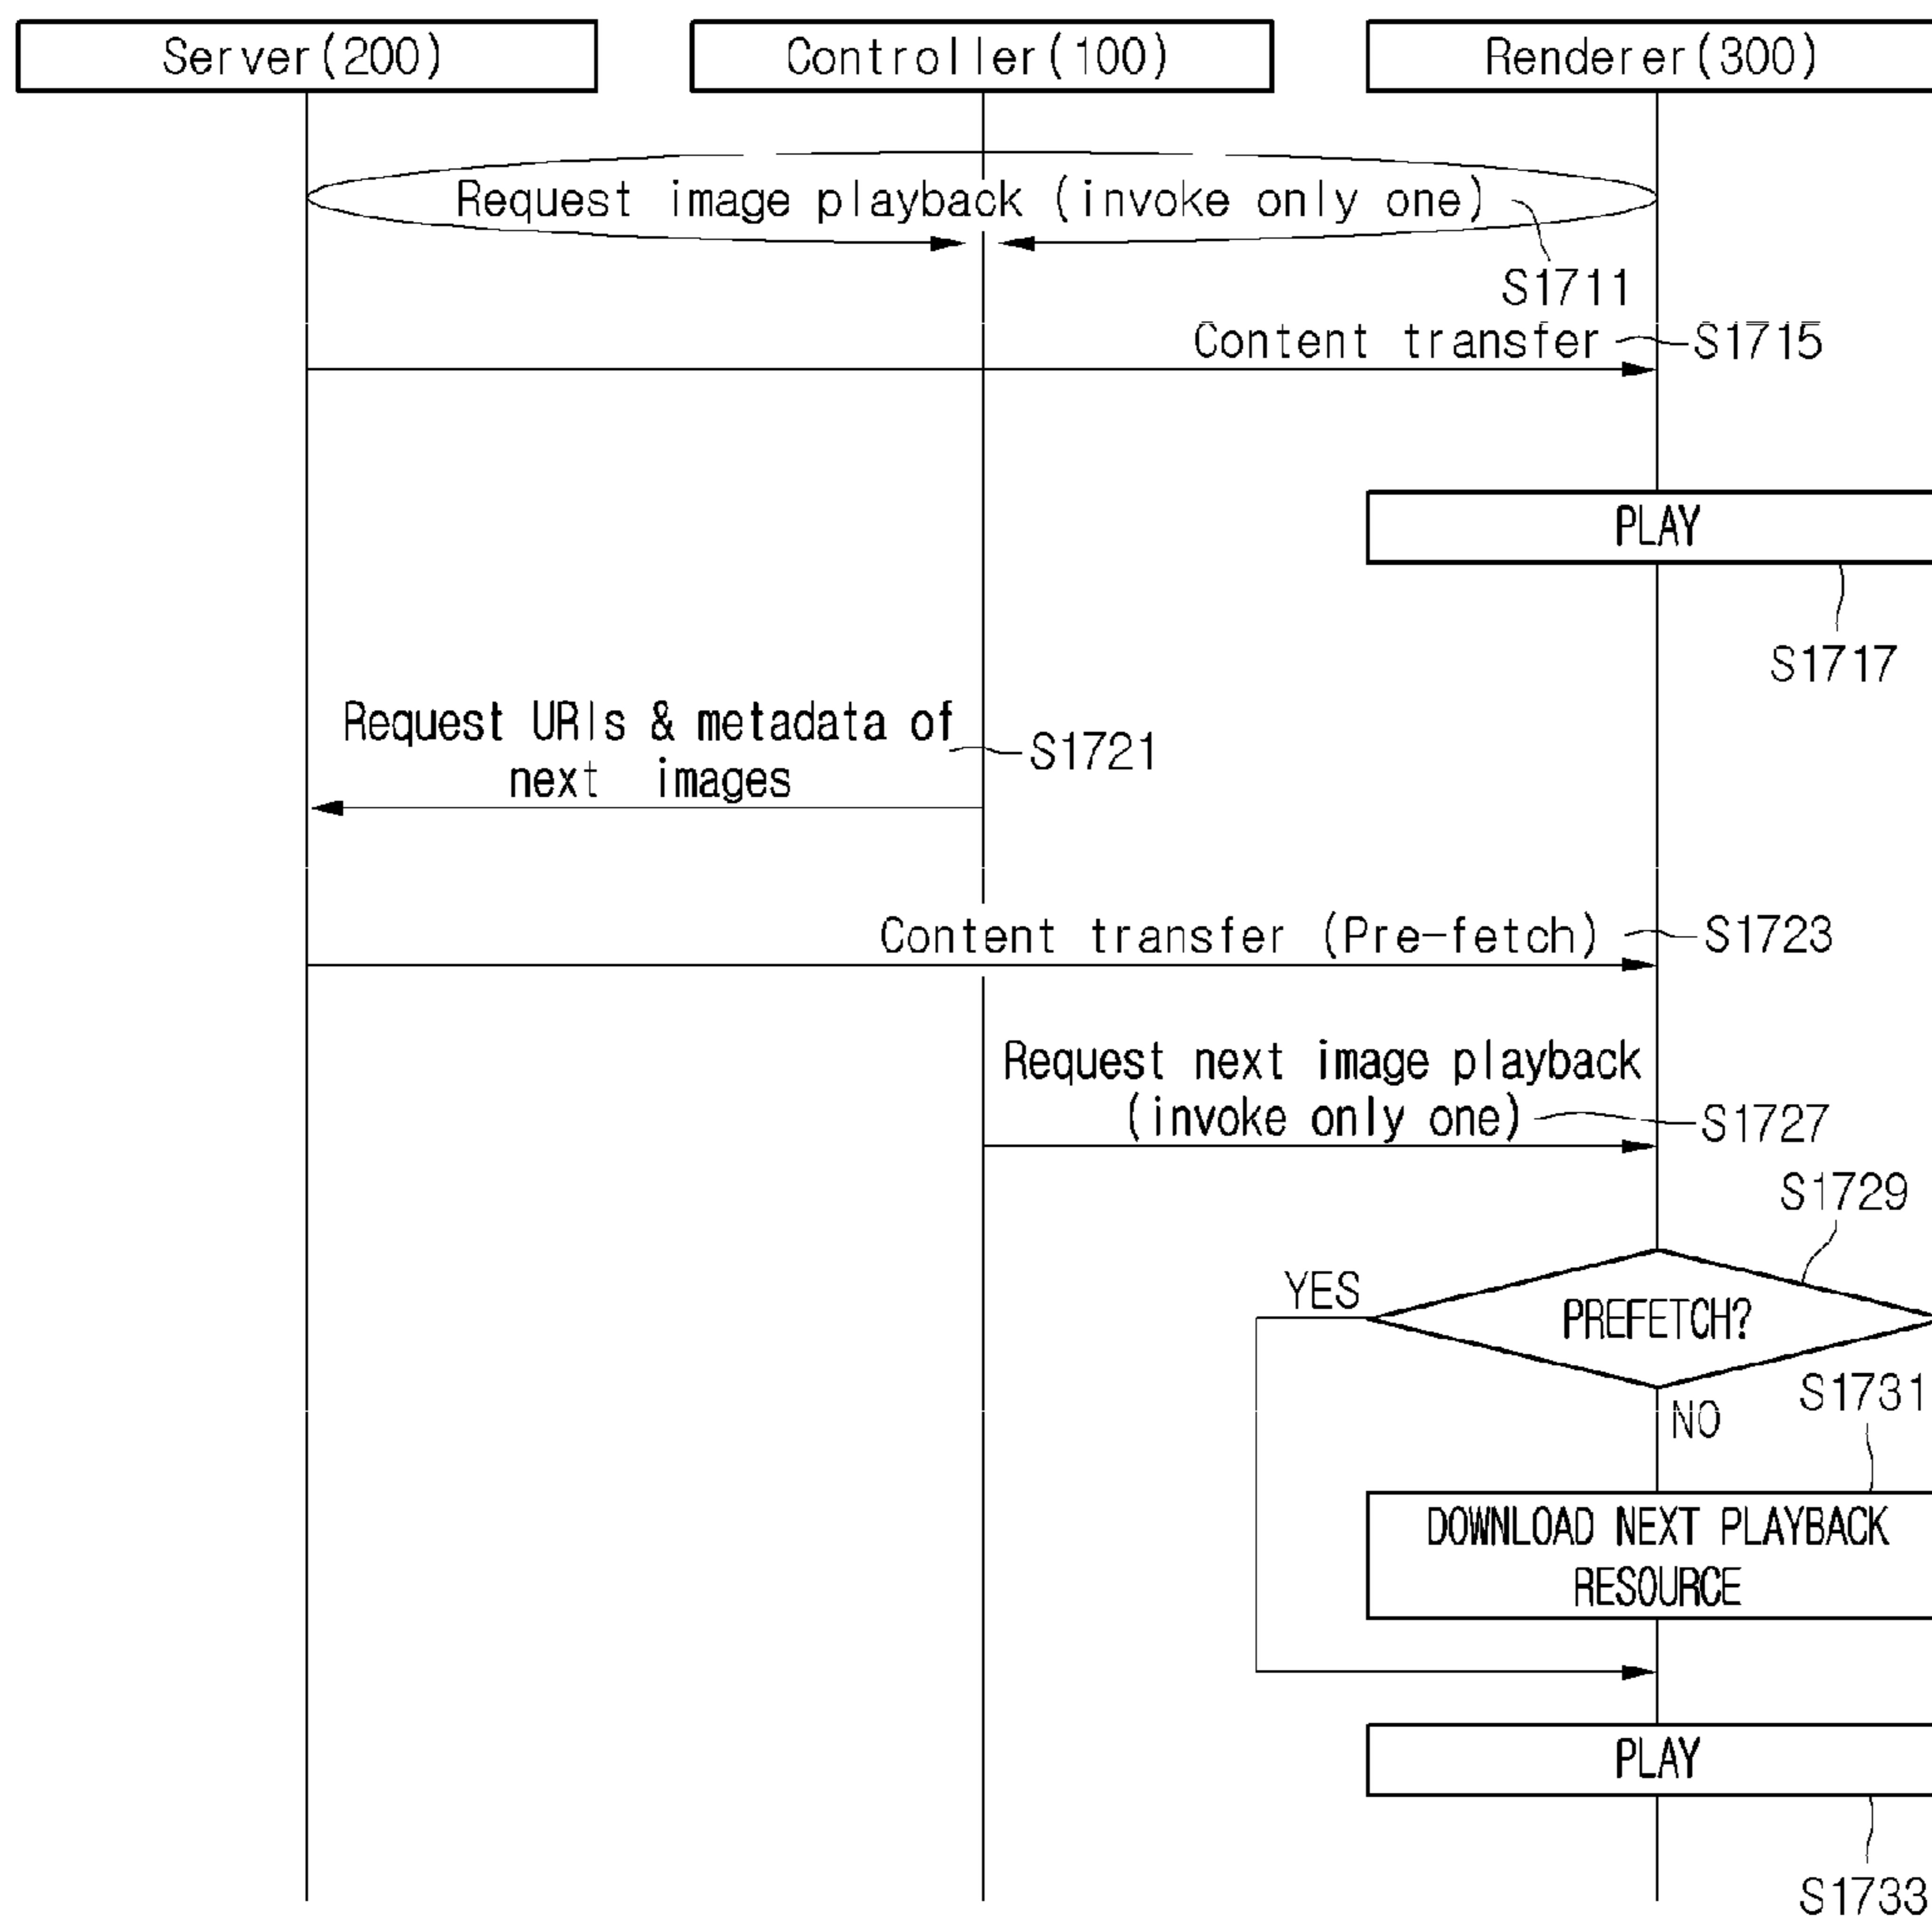 Server(200)
Controller(100)
Renderer(300)
Request image playback (invoke only one)
S1711
Content transfer
S1715
PLAY
S1717
Request URIs & metadata of
next images
S1721
Content transfer (Pre-fetch)
S1723
Request next image playback
(invoke only one)
S1727
S1729
YES
PREFETCH?
S1731
NO
DOWNLOAD NEXT PLAYBACK
RESOURCE
PLAY
S1733